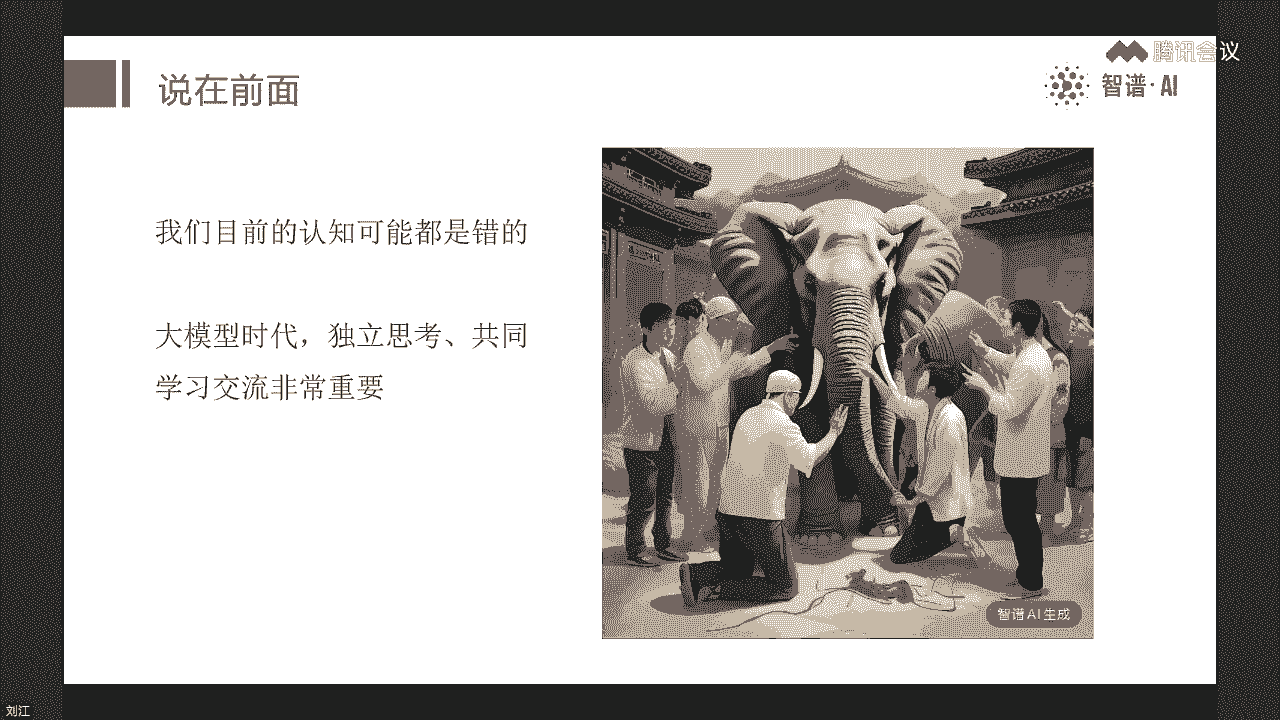 腾讯会议
说在前面
智谱·AI
我们目前的认知可能都是错的
大模型时代，独立思考、共同
学习交流非常重要
智谱AI生成
刘江